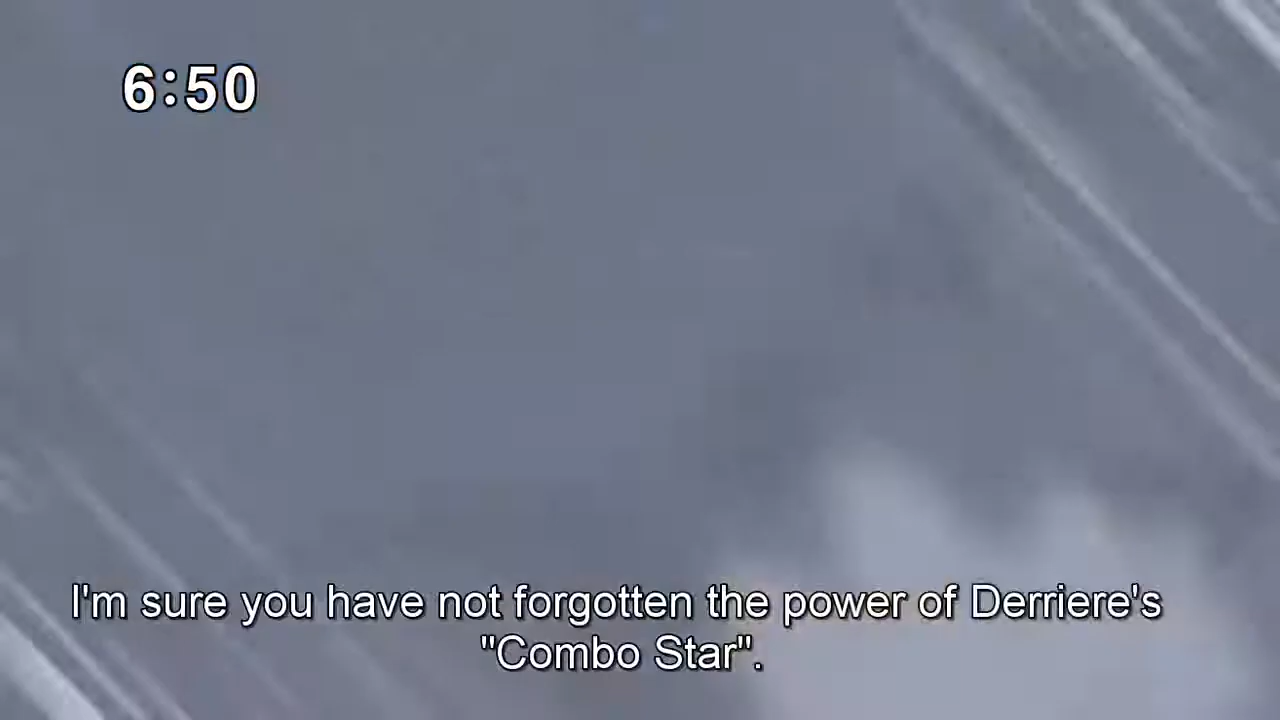 6:50
I'm sure you have not forgotten the power of Derriere's
"Combo Star".